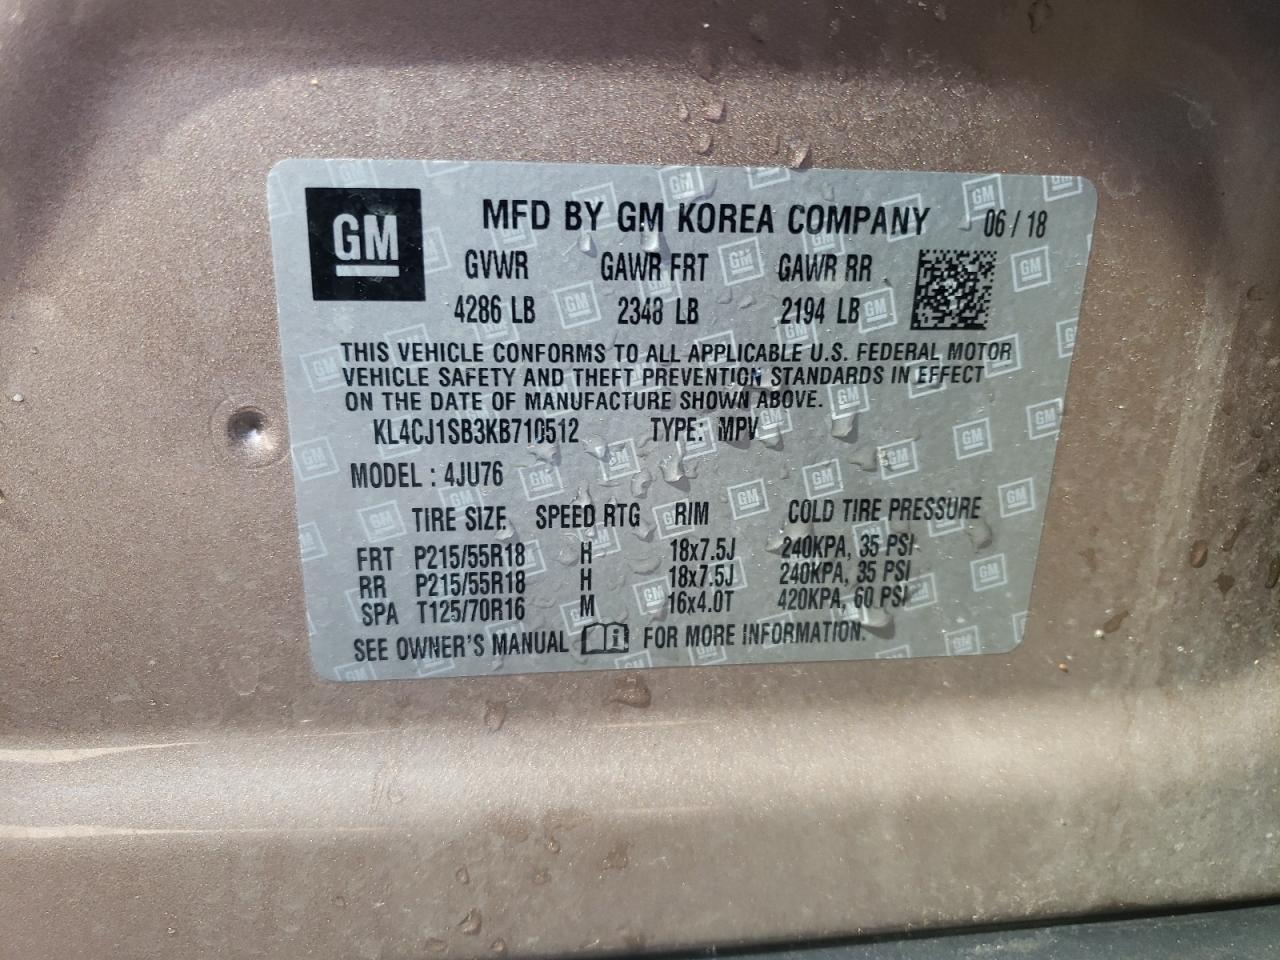 GM
MFD BY GM KOREA COMPANY 06 / 18
GVWR GAWR FRT GAWR RR
4286 LB 2348 LB 2194 LB
THIS VEHICLE CONFORMS TO ALL APPLICABLE U.S. FEDERAL MOTOR
VEHICLE SAFETY AND THEFT PREVENTION STANDARDS IN EFFECT
ON THE DATE OF MANUFACTURE SHOWN ABOVE.
KL4CJ1SB3KB710512 TYPE: MPV
MODEL : 4JU76
TIRE SIZE SPEED RTG RIM COLD TIRE PRESSURE
FRT P215/55R18 H 18x7.5J 240KPA, 35 PSI
RR P215/55R18 H 18x7.5J 240KPA, 35 PSI
SPA T125/70R16 M 16x4.0T 420KPA, 60 PSI
SEE OWNER'S MANUAL FOR MORE INFORMATION.